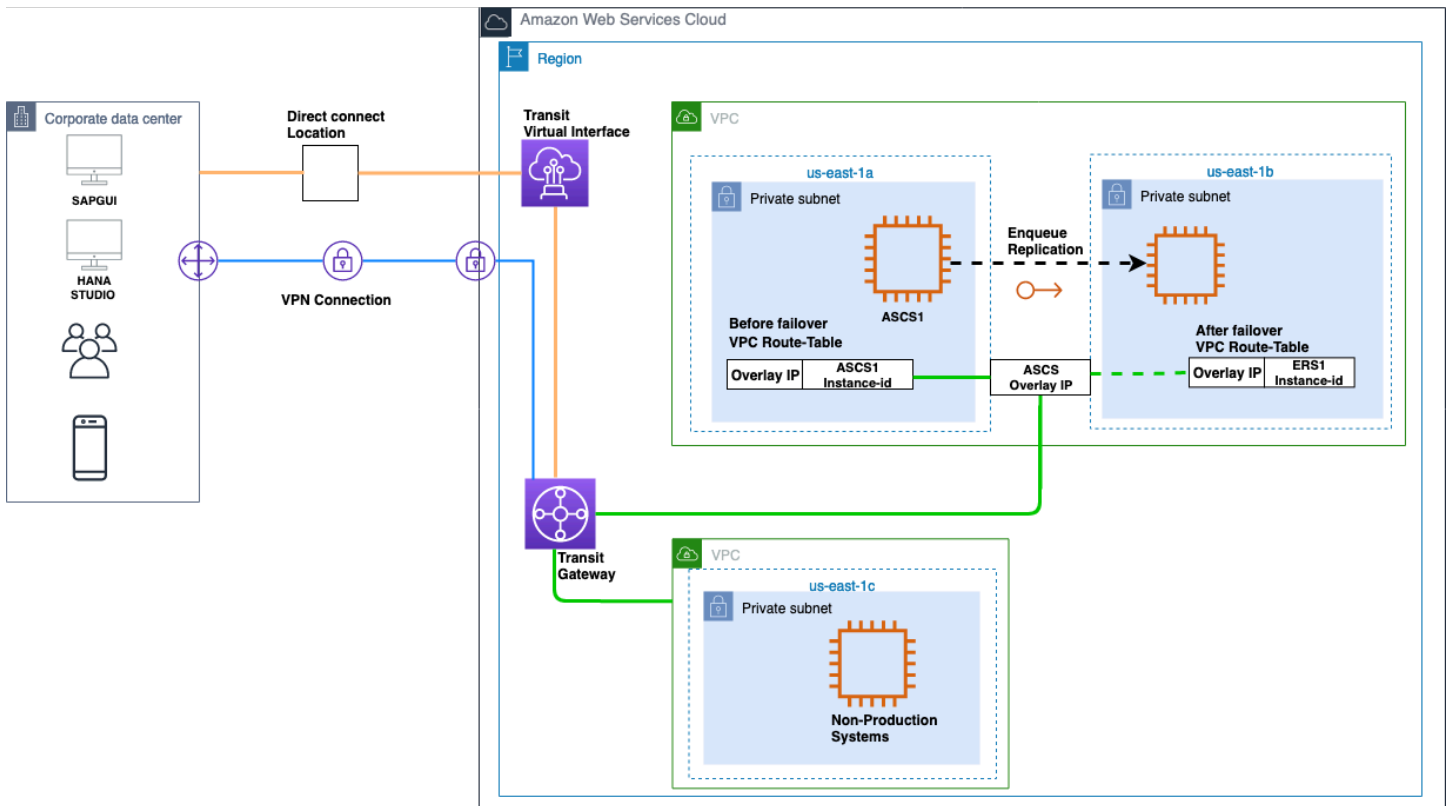 Amazon Web Services Cloud
Region
Corporate data center
SAPGUI
HANA
STUDIO
Direct connect
Location
VPN Connection
Transit
Virtual Interface
VPC
us-east-1a
Private subnet
ASCS1
Before failover
VPC Route-Table
Overlay IP
ASCS1
Instance-id
Enqueue
Replication
ASCS
Overlay IP
us-east-1b
Private subnet
After failover
VPC Route-Table
Overlay IP
ERS1
Instance-id
Transit
Gateway
VPC
us-east-1c
Private subnet
Non-Production
Systems